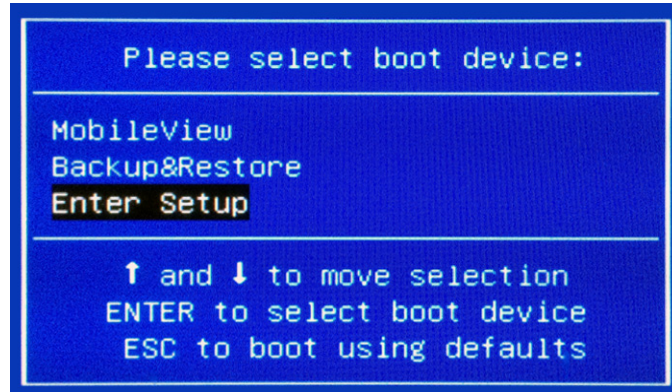 Please select boot device:
MobileView
Backup&Restore
Enter Setup
↑ and ↓ to move selection
ENTER to select boot device
ESC to boot using defaults